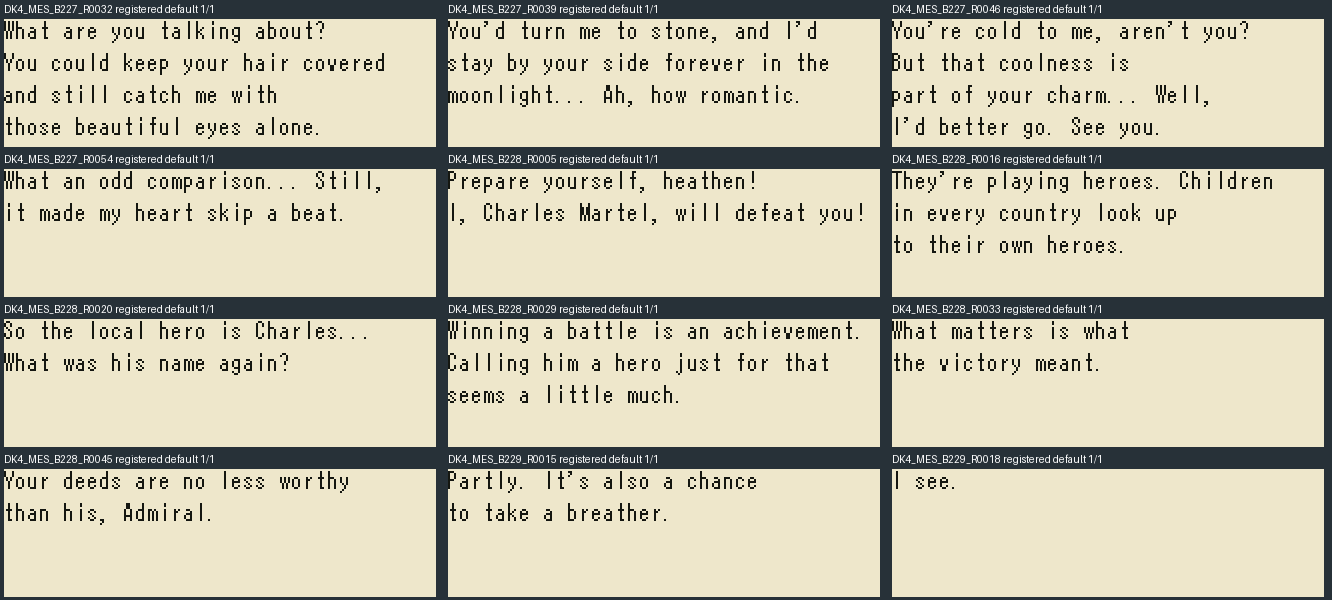 DK4_MES_B227_R0032 registered default 1/1
What are you talking about?
You could keep your hair covered
and still catch me with
those beautiful eyes alone.
DK4_MES_B227_R0039 registered default 1/1
You'd turn me to stone, and I'd
stay by your side forever in the
moonlight... Ah, how romantic.
DK4_MES_B227_R0046 registered default 1/1
You're cold to me, aren't you?
But that coolness is
part of your charm... Well,
I'd better go. See you.
DK4_MES_B227_R0054 registered default 1/1
What an odd comparison... Still,
it made my heart skip a beat.
DK4_MES_B228_R0005 registered default 1/1
Prepare yourself, heathen!
I, Charles Martel, will defeat you!
DK4_MES_B228_R0016 registered default 1/1
They're playing heroes. Children
in every country look up
to their own heroes.
DK4_MES_B228_R0020 registered default 1/1
So the local hero is Charles...
What was his name again?
DK4_MES_B228_R0029 registered default 1/1
Winning a battle is an achievement.
Calling him a hero just for that
seems a little much.
DK4_MES_B228_R0033 registered default 1/1
What matters is what
the victory meant.
DK4_MES_B228_R0045 registered default 1/1
Your deeds are no less worthy
than his, Admiral.
DK4_MES_B229_R0015 registered default 1/1
Partly. It's also a chance
to take a breather.
DK4_MES_B229_R0018 registered default 1/1
I see.